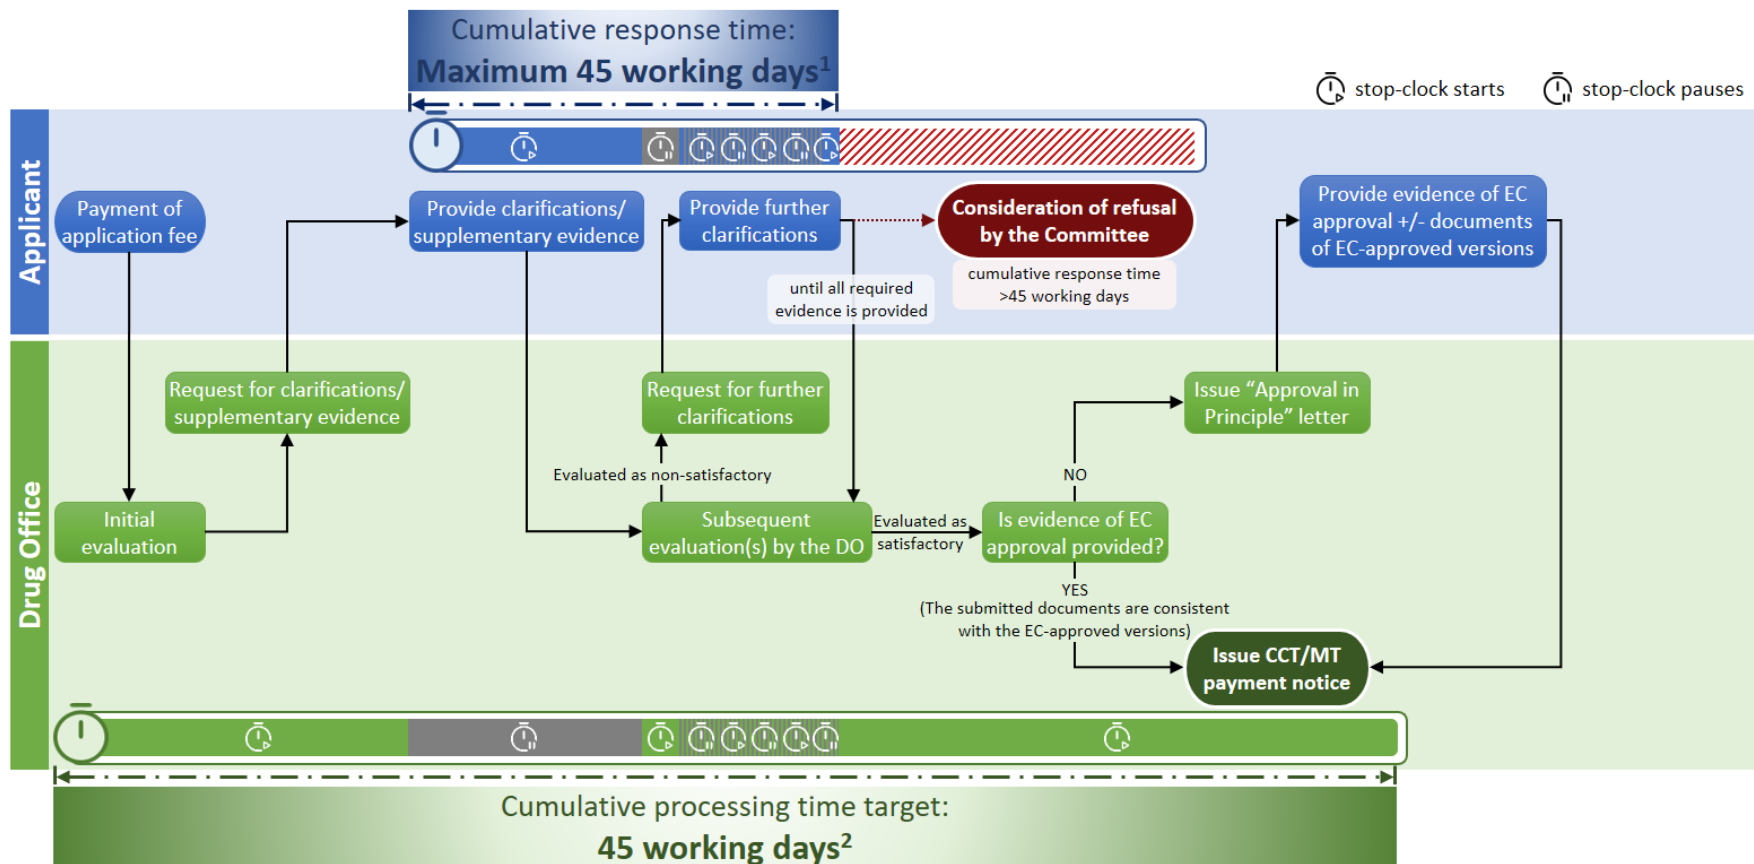 Cumulative response time:
Maximum 45 working days¹
stop-clock starts
stop-clock pauses
Applicant
Payment of
application fee
Provide clarifications/
supplementary evidence
Provide further
clarifications
Consideration of refusal
by the Committee
cumulative response time
>45 working days
Provide evidence of EC
approval +/- documents
of EC-approved versions
until all required
evidence is provided
Drug Office
Request for clarifications/
supplementary evidence
Request for further
clarifications
Issue “Approval in
Principle” letter
Evaluated as non-satisfactory
NO
Initial
evaluation
Subsequent
evaluation(s) by the DO
Evaluated as
satisfactory
Is evidence of EC
approval provided?
YES
(The submitted documents are consistent
with the EC-approved versions)
Issue CCT/MT
payment notice
Cumulative processing time target:
45 working days²